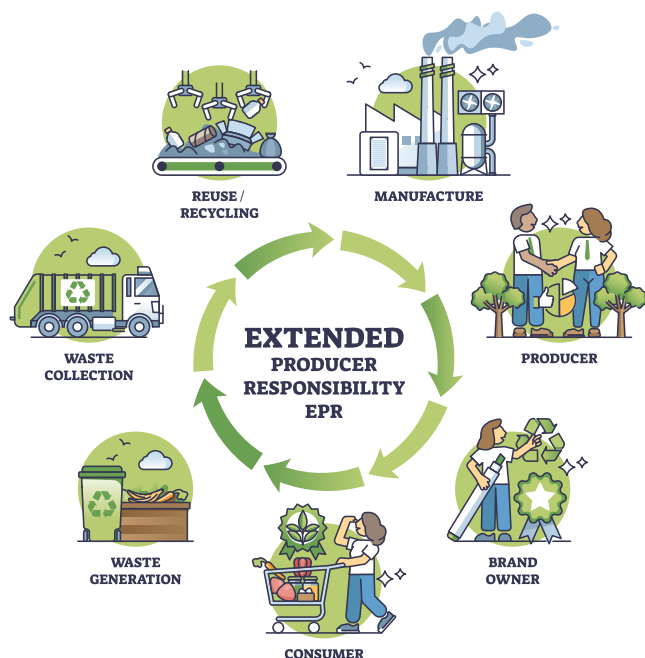 EXTENDED
PRODUCER
RESPONSIBILITY
EPR
MANUFACTURE
PRODUCER
BRAND
OWNER
CONSUMER
WASTE
GENERATION
WASTE
COLLECTION
REUSE /
RECYCLING